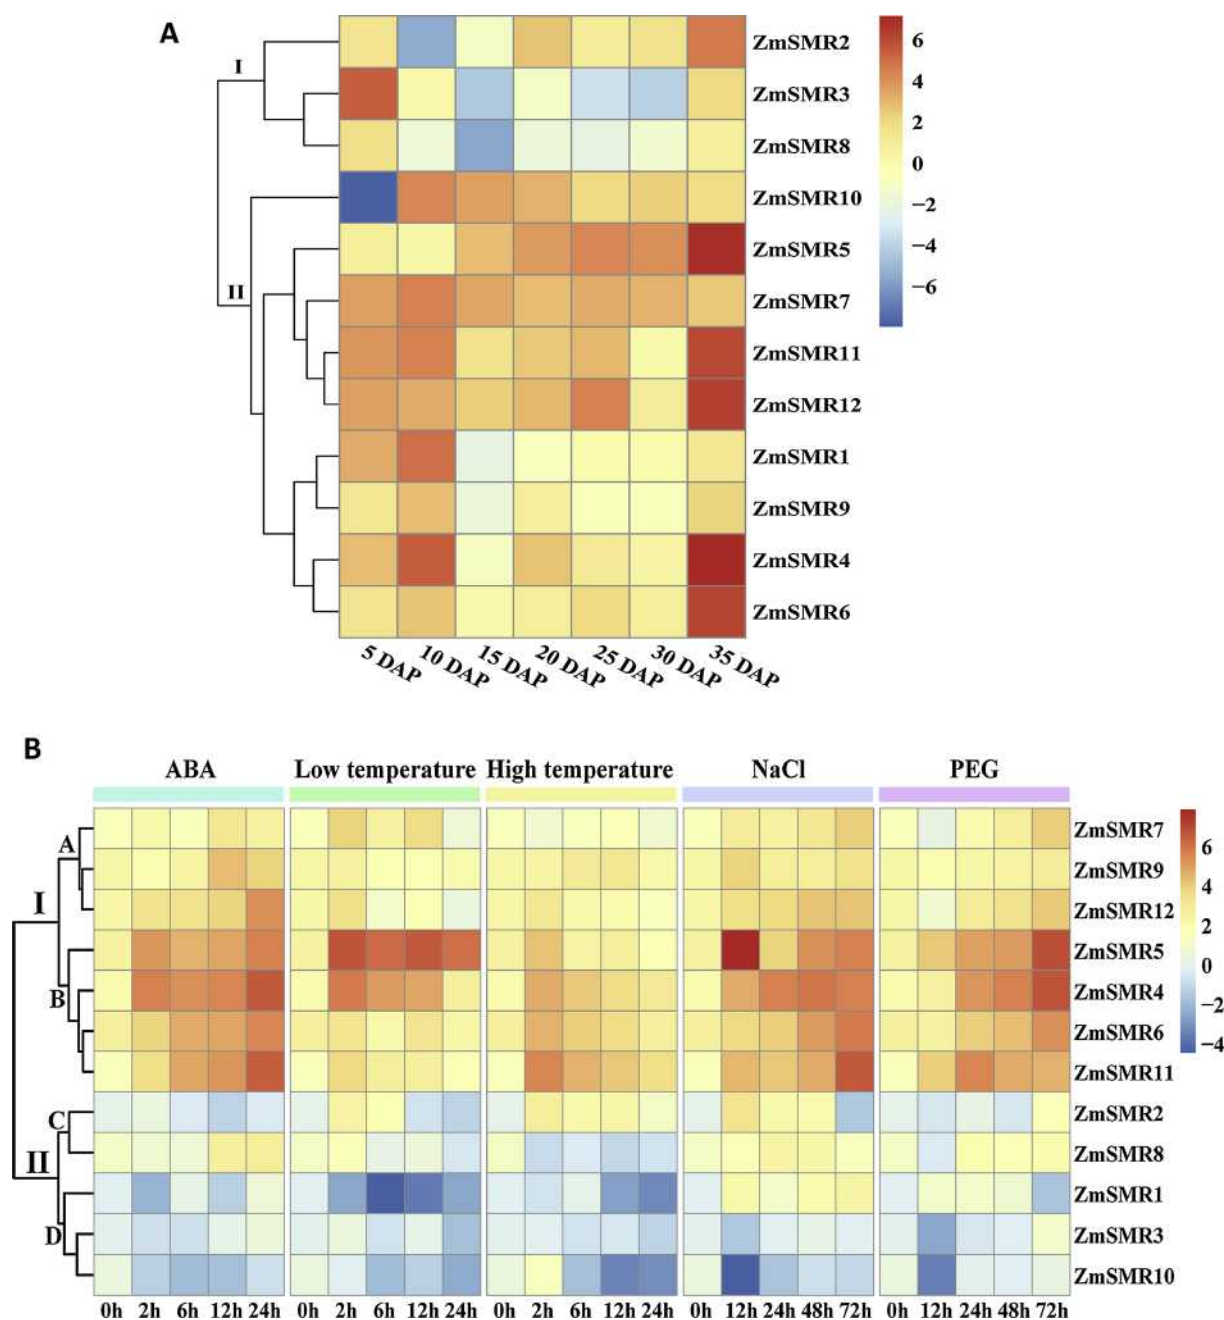 A
I
II
ZmSMR2
ZmSMR3
ZmSMR8
ZmSMR10
ZmSMR5
ZmSMR7
ZmSMR11
ZmSMR12
ZmSMR1
ZmSMR9
ZmSMR4
ZmSMR6
6
4
2
0
−2
−4
−6
5 DAP 10 DAP 15 DAP 20 DAP 25 DAP 30 DAP 35 DAP
B
ABA Low temperature High temperature NaCl PEG
A
I
B
C
II
D
ZmSMR7
ZmSMR9
ZmSMR12
ZmSMR5
ZmSMR4
ZmSMR6
ZmSMR11
ZmSMR2
ZmSMR8
ZmSMR1
ZmSMR3
ZmSMR10
6
4
2
0
−2
−4
0h 2h 6h 12h 24h 0h 2h 6h 12h 24h 0h 2h 6h 12h 24h 0h 12h 24h 48h 72h 0h 12h 24h 48h 72h